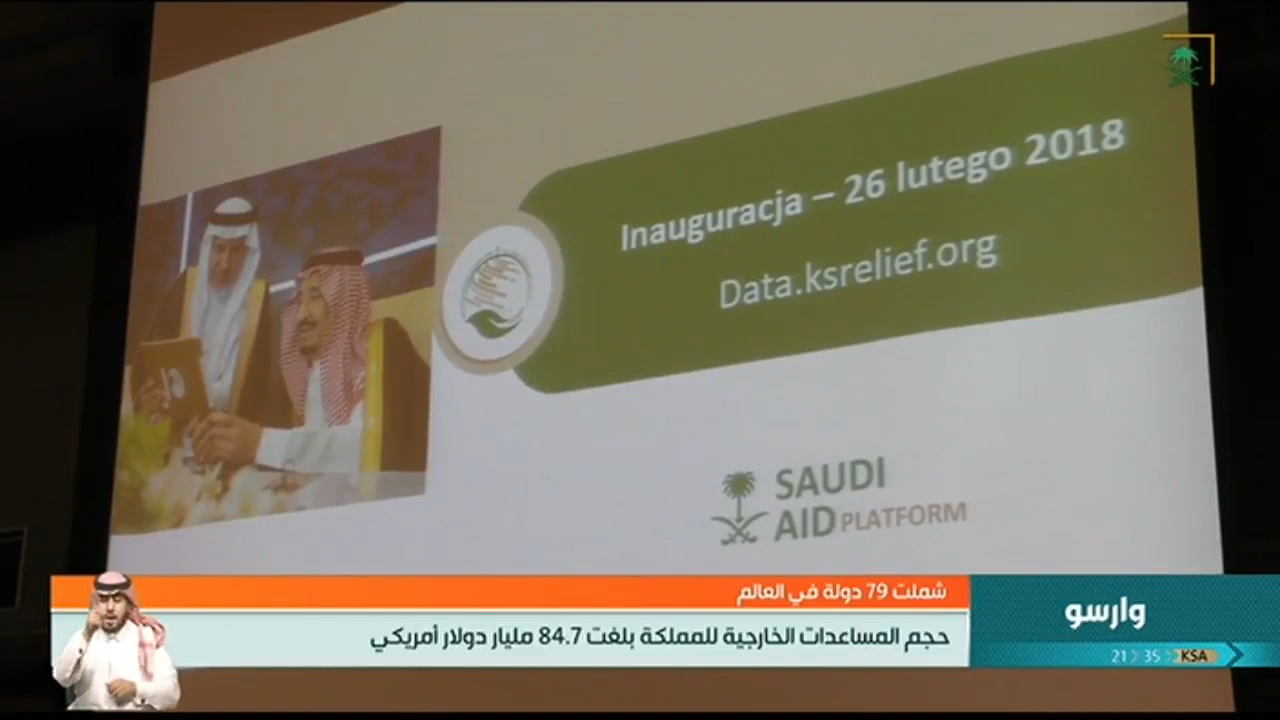 Inauguracja – 26 lutego 2018
Data.ksrelief.org
SAUDI
AID PLATFORM
شملت 79 دولة في العالم
وارسو
حجم المساعدات الخارجية للمملكة بلغت 84.7 مليار دولار أمريكي
21 35 KSA